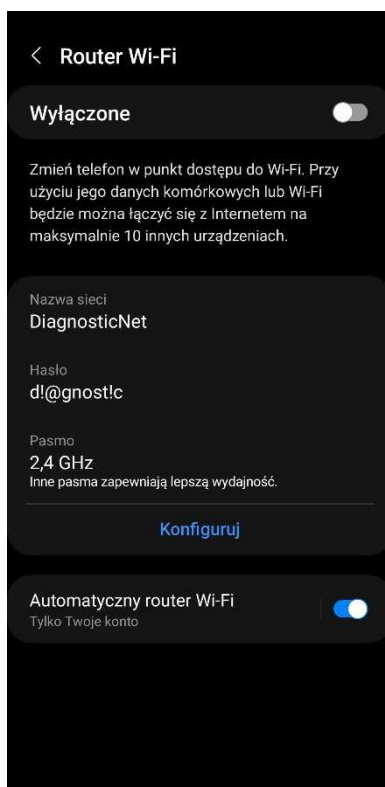 Router Wi-Fi
Wyłączone
Zmień telefon w punkt dostępu do Wi-Fi. Przy
użyciu jego danych komórkowych lub Wi-Fi
będzie można łączyć się z Internetem na
maksymalnie 10 innych urządzeniach.
Nazwa sieci
DiagnosticNet
Hasło
d!@gnost!c
Pasmo
2,4 GHz
Inne pasma zapewniają lepszą wydajność.
Konfiguruj
Automatyczny router Wi-Fi
Tylko Twoje konto